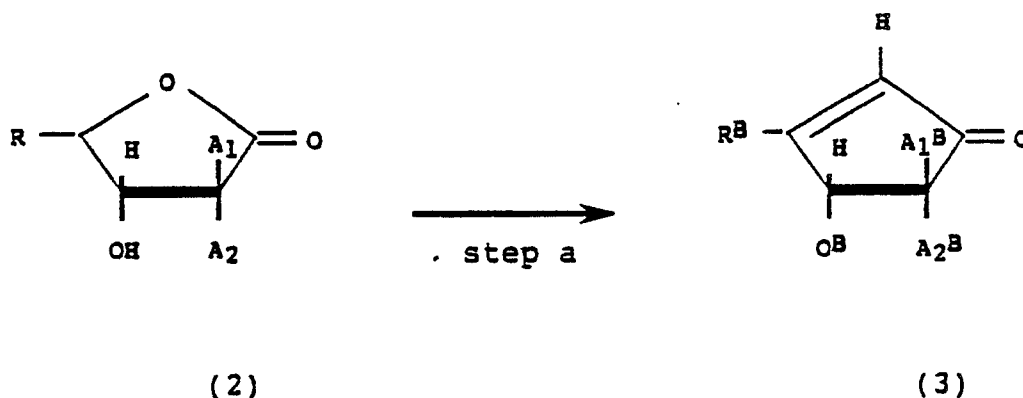 H
O
R
H
A1
O
OH
A2
. step a
RB
H
A1B
O
OB
A2B
(2)
(3)